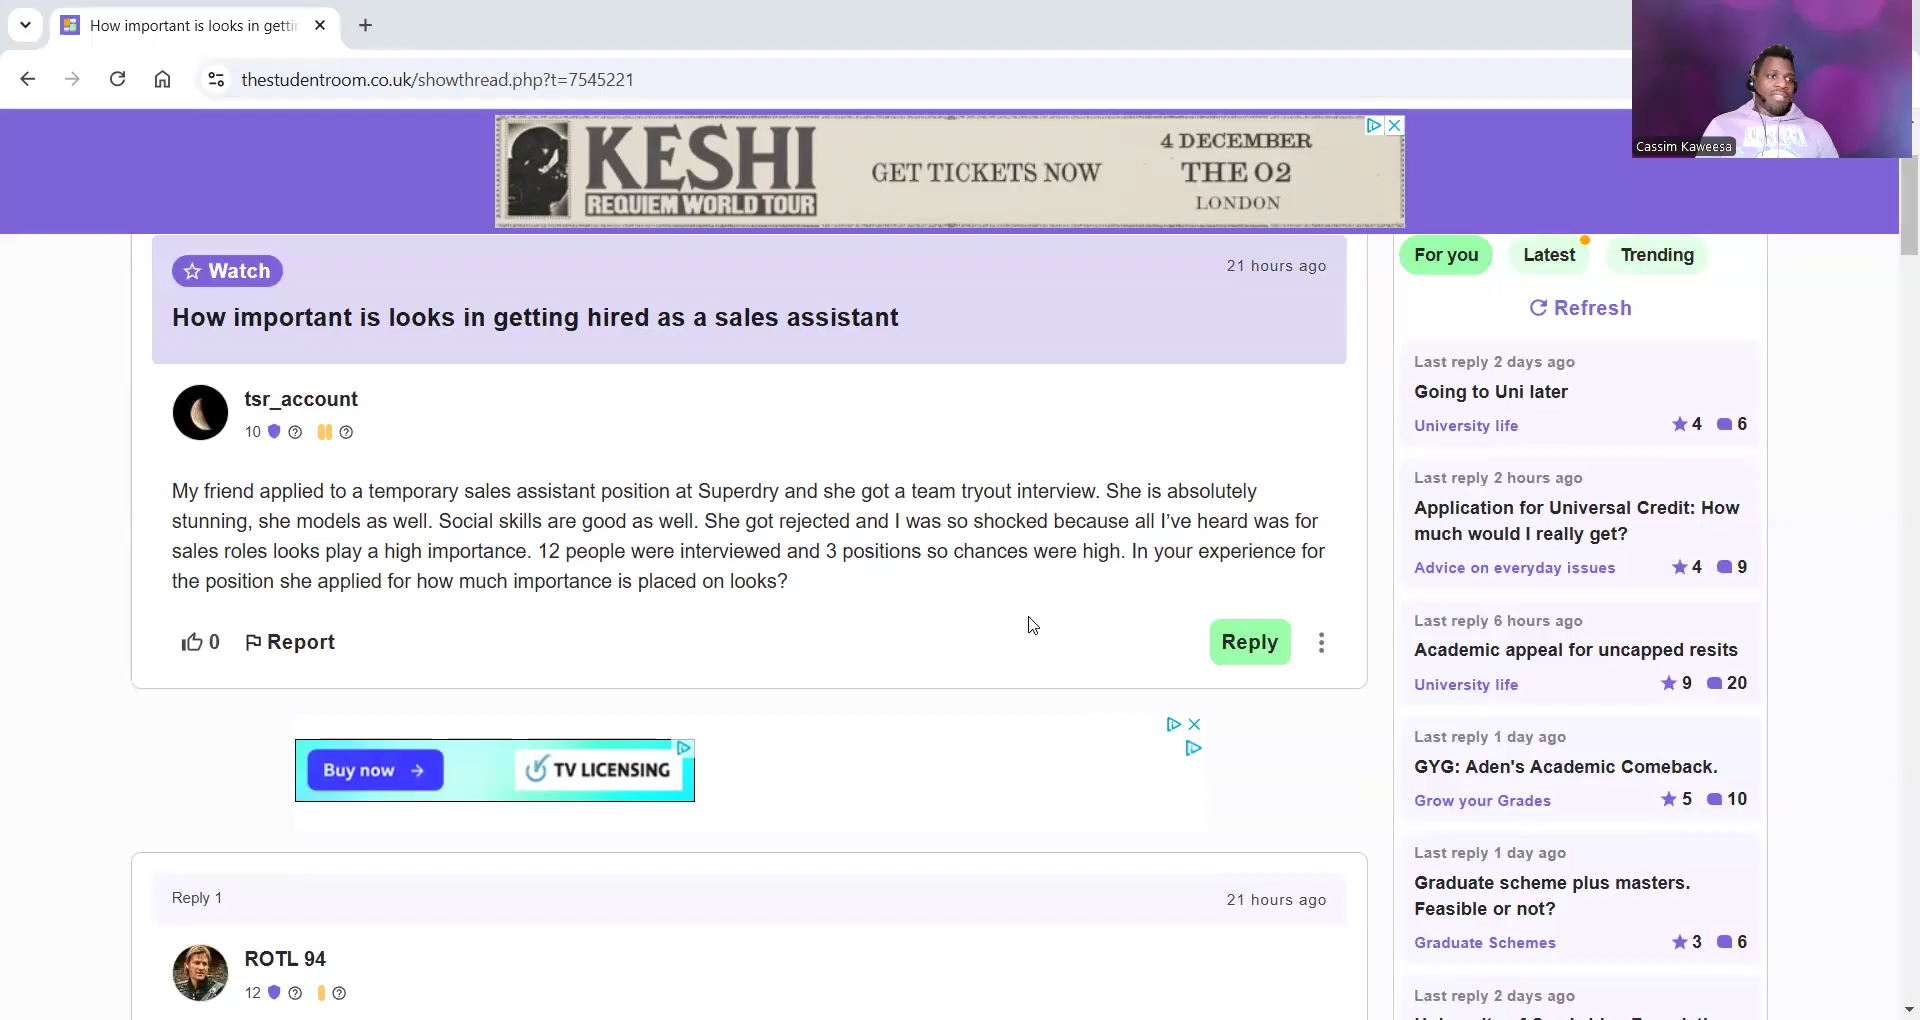 How important is looks in getti
thestudentroom.co.uk/showthread.php?t=7545221
Cassim Kaweesa
KESHI
REQUIEM WORLD TOUR
GET TICKETS NOW
4 DECEMBER
THE O2
LONDON
Watch
21 hours ago
How important is looks in getting hired as a sales assistant
tsr_account
10
My friend applied to a temporary sales assistant position at Superdry and she got a team tryout interview. She is absolutely
stunning, she models as well. Social skills are good as well. She got rejected and I was so shocked because all I've heard was for
sales roles looks play a high importance. 12 people were interviewed and 3 positions so chances were high. In your experience for
the position she applied for how much importance is placed on looks?
0
Report
Reply
Buy now
TV LICENSING
Reply 1
21 hours ago
ROTL 94
12
For you
Latest
Trending
Refresh
Last reply 2 days ago
Going to Uni later
University life
4
6
Last reply 2 hours ago
Application for Universal Credit: How
much would I really get?
Advice on everyday issues
4
9
Last reply 6 hours ago
Academic appeal for uncapped resits
University life
9
20
Last reply 1 day ago
GYG: Aden's Academic Comeback.
Grow your Grades
5
10
Last reply 1 day ago
Graduate scheme plus masters.
Feasible or not?
Graduate Schemes
3
6
Last reply 2 days ago